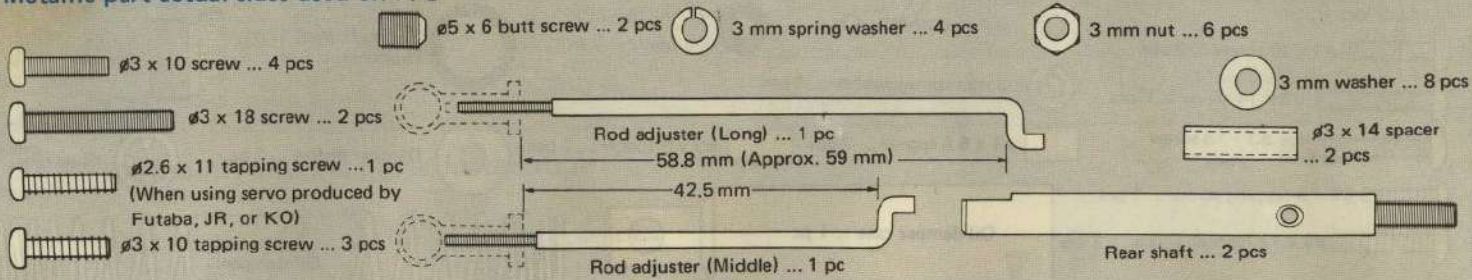 ø5 x 6 butt screw ... 2 pcs
3 mm spring washer ... 4 pcs
3 mm nut ... 6 pcs
ø3 x 10 screw ... 4 pcs
3 mm washer ... 8 pcs
ø3 x 18 screw ... 2 pcs
Rod adjuster (Long) ... 1 pc
58.8 mm (Approx. 59 mm)
ø3 x 14 spacer
... 2 pcs
ø2.6 x 11 tapping screw ...1 pc
(When using servo produced by
Futaba, JR, or KO)
42.5 mm
ø3 x 10 tapping screw ... 3 pcs
Rod adjuster (Middle) ... 1 pc
Rear shaft ... 2 pcs